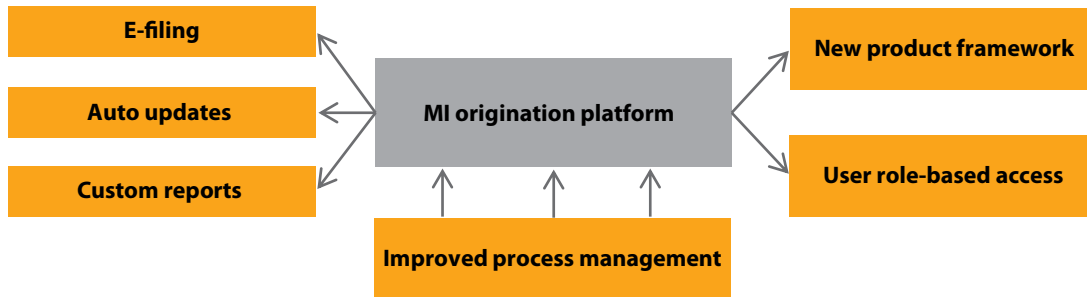 E-filing
Auto updates
Custom reports
MI origination platform
Improved process management
New product framework
User role-based access